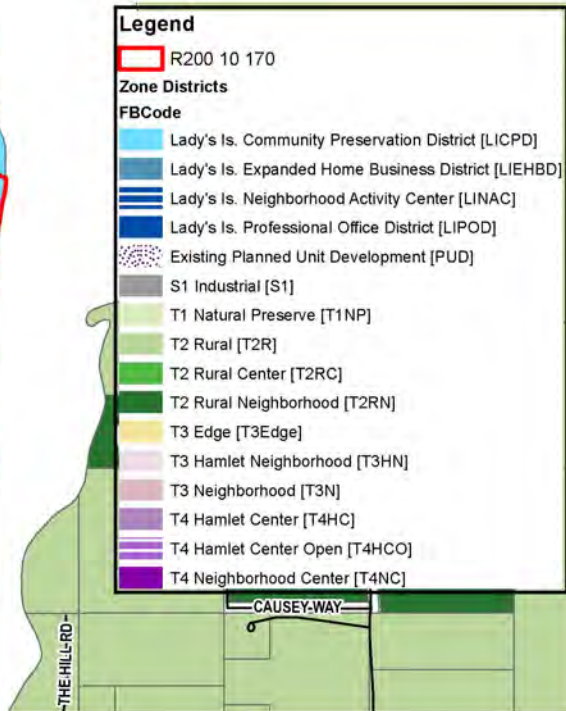 Legend
R200 10 170
Zone Districts
FBCode
Lady's Is. Community Preservation District [LICPD]
Lady's Is. Expanded Home Business District [LIEHBD]
Lady's Is. Neighborhood Activity Center [LINAC]
Lady's Is. Professional Office District [LIPOD]
Existing Planned Unit Development [PUD]
S1 Industrial [S1]
T1 Natural Preserve [T1NP]
T2 Rural [T2R]
T2 Rural Center [T2RC]
T2 Rural Neighborhood [T2RN]
T3 Edge [T3Edge]
T3 Hamlet Neighborhood [T3HN]
T3 Neighborhood [T3N]
T4 Hamlet Center [T4HC]
T4 Hamlet Center Open [T4HCO]
T4 Neighborhood Center [T4NC]
CAUSEY WAY
THE HILL RD